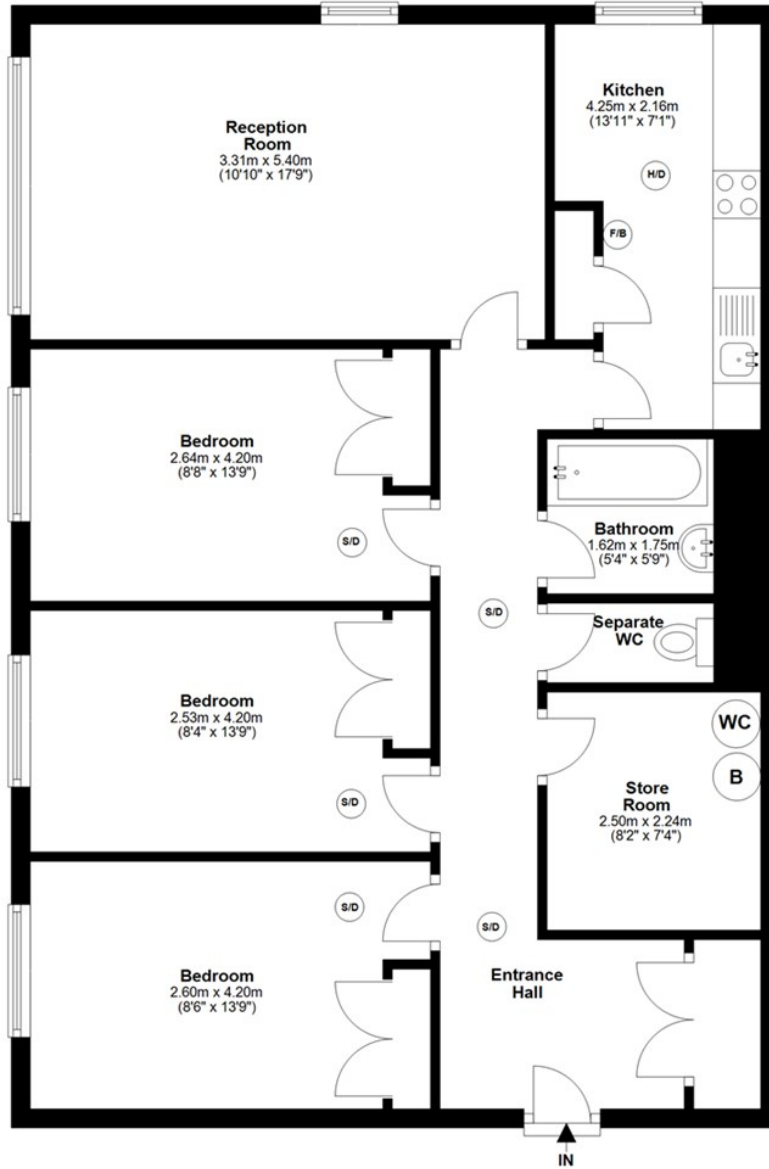 Reception
Room
3.31m x 5.40m
(10'10" x 17'9")
Kitchen
4.25m x 2.16m
(13'11" x 7'1")
H/D
F/B
Bedroom
2.64m x 4.20m
(8'8" x 13'9")
S/D
Bathroom
1.62m x 1.75m
(5'4" x 5'9")
S/D
Separate
WC
Bedroom
2.53m x 4.20m
(8'4" x 13'9")
S/D
WC
B
Store
Room
2.50m x 2.24m
(8'2" x 7'4")
S/D
S/D
Bedroom
2.60m x 4.20m
(8'6" x 13'9")
Entrance
Hall
IN